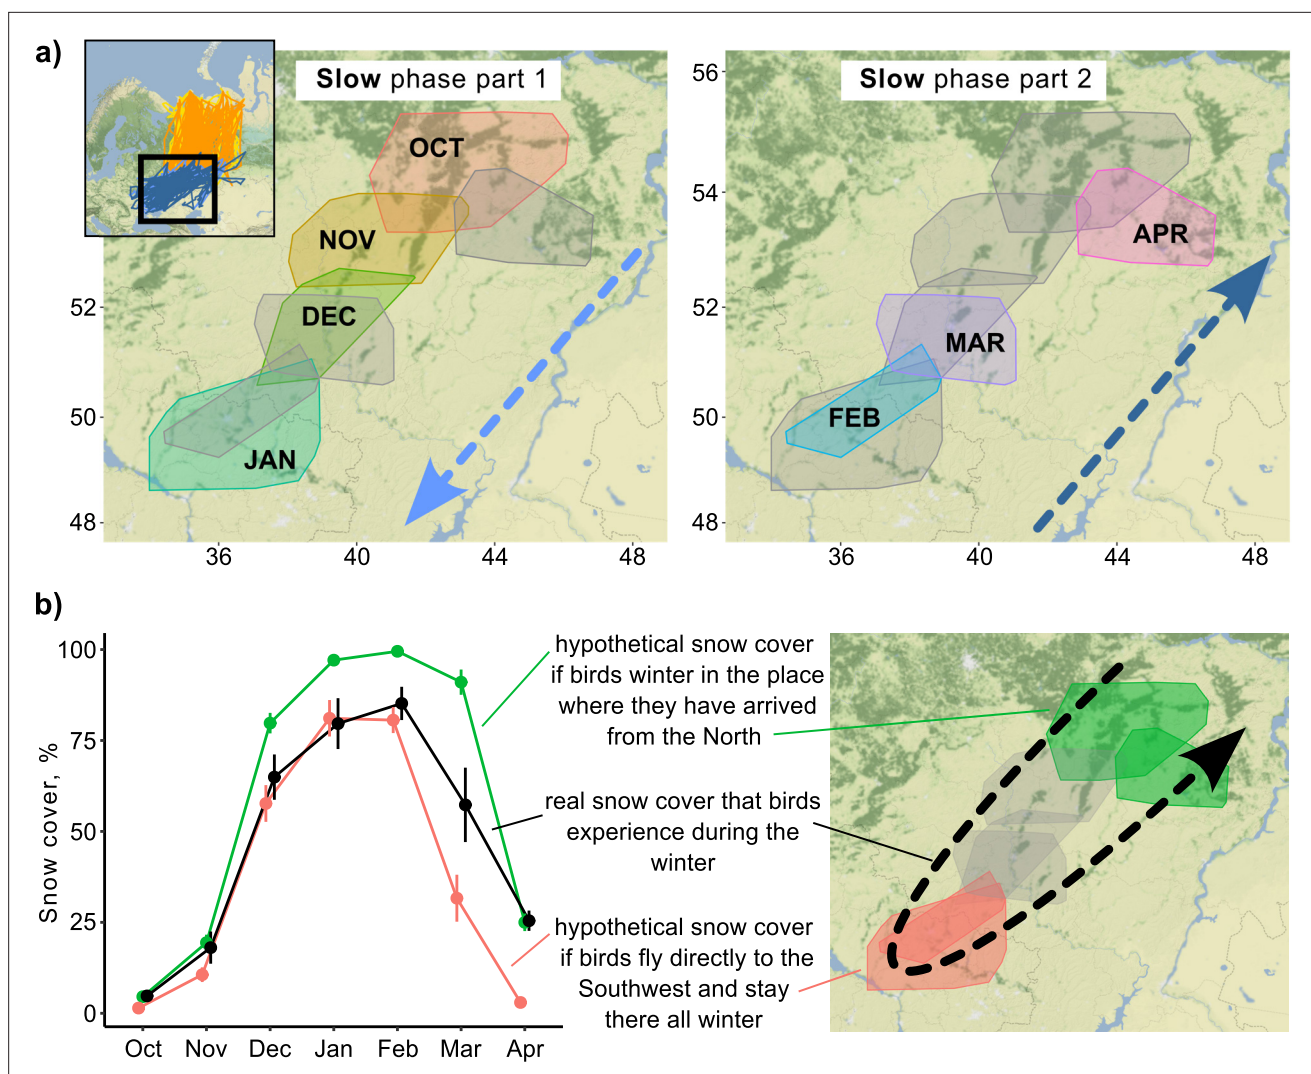 a)
Slow phase part 1
Slow phase part 2
OCT
NOV
DEC
JAN
APR
MAR
FEB
56
54
52
50
48
52
50
48
36
40
44
48
36
40
44
48
b)
Snow cover, %
100
75
50
25
0
Oct
Nov
Dec
Jan
Feb
Mar
Apr
hypothetical snow cover
if birds winter in the place
where they have arrived
from the North
real snow cover that birds
experience during the
winter
hypothetical snow cover
if birds fly directly to the
Southwest and stay
there all winter